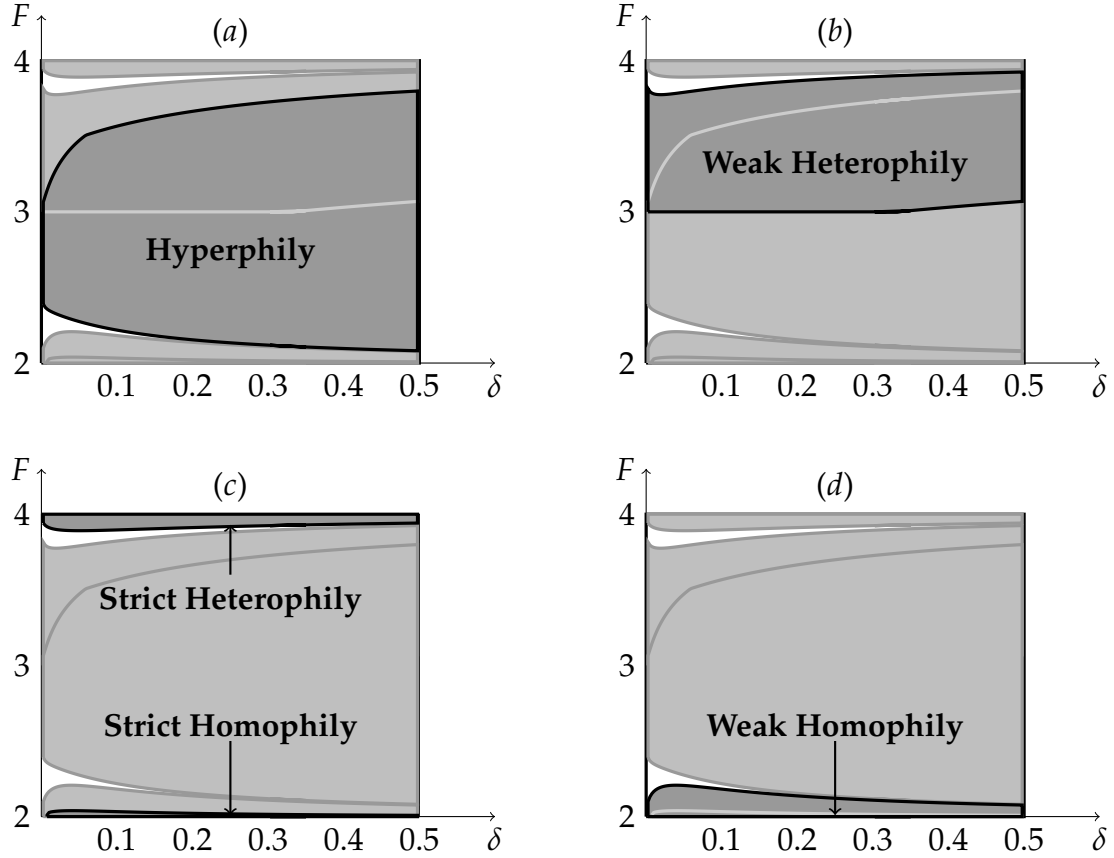 F
(a)
4
3
Hyperphily
2
0.1 0.2 0.3 0.4 0.5 δ
F
(b)
4
Weak Heterophily
3
2
0.1 0.2 0.3 0.4 0.5 δ
F
(c)
4
Strict Heterophily
3
Strict Homophily
2
0.1 0.2 0.3 0.4 0.5 δ
F
(d)
4
3
Weak Homophily
2
0.1 0.2 0.3 0.4 0.5 δ